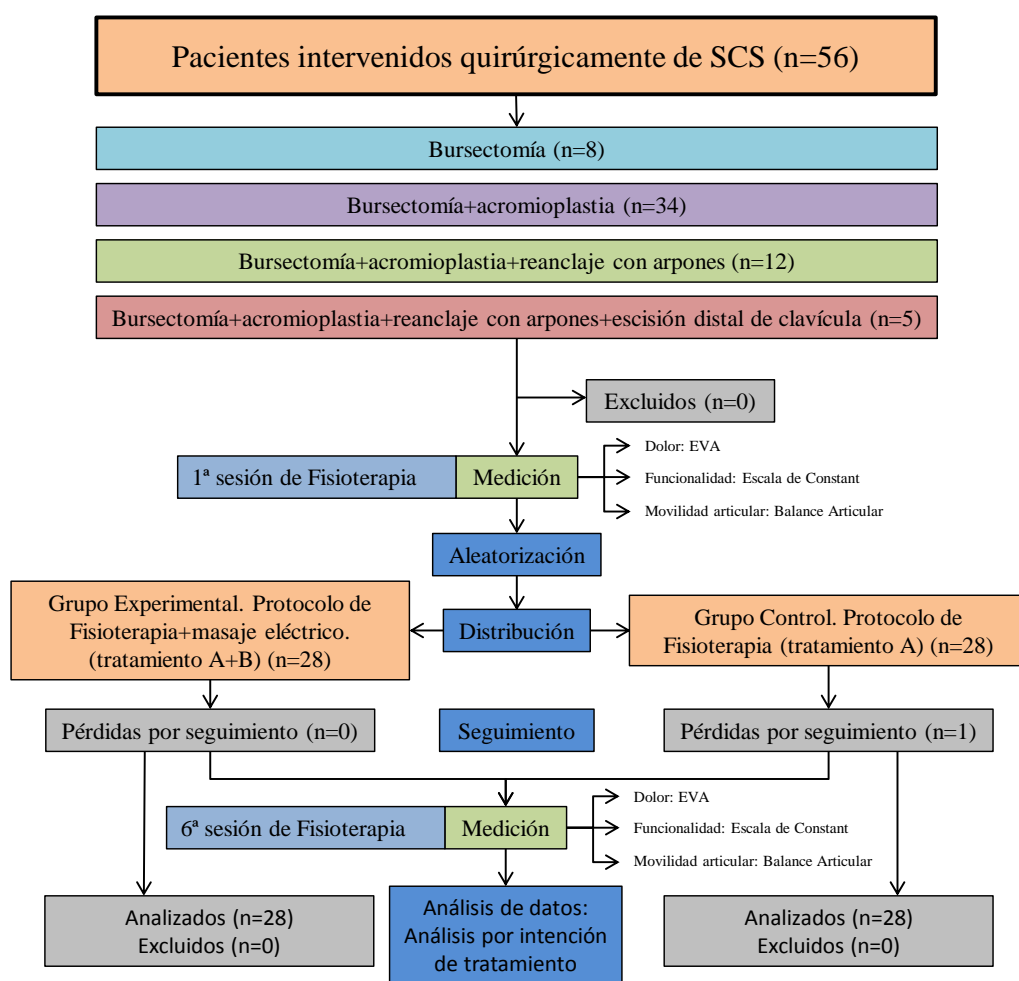 Pacientes intervenidos quirúrgicamente de SCS (n=56)
Bursectomía (n=8)
Bursectomía+acromioplastia (n=34)
Bursectomía+acromioplastia+reanclaje con arpones (n=12)
Bursectomía+acromioplastia+reanclaje con arpones+escisión distal de clavícula (n=5)
Excluidos (n=0)
1ª sesión de Fisioterapia
Medición
Dolor: EVA
Funcionalidad: Escala de Constant
Movilidad articular: Balance Articular
Aleatorización
Grupo Experimental. Protocolo de
Fisioterapia+masaje eléctrico.
(tratamiento A+B) (n=28)
Distribución
Grupo Control. Protocolo de
Fisioterapia (tratamiento A) (n=28)
Pérdidas por seguimiento (n=0)
Seguimiento
Pérdidas por seguimiento (n=1)
6ª sesión de Fisioterapia
Medición
Dolor: EVA
Funcionalidad: Escala de Constant
Movilidad articular: Balance Articular
Analizados (n=28)
Excluidos (n=0)
Análisis de datos:
Análisis por intención
de tratamiento
Analizados (n=28)
Excluidos (n=0)